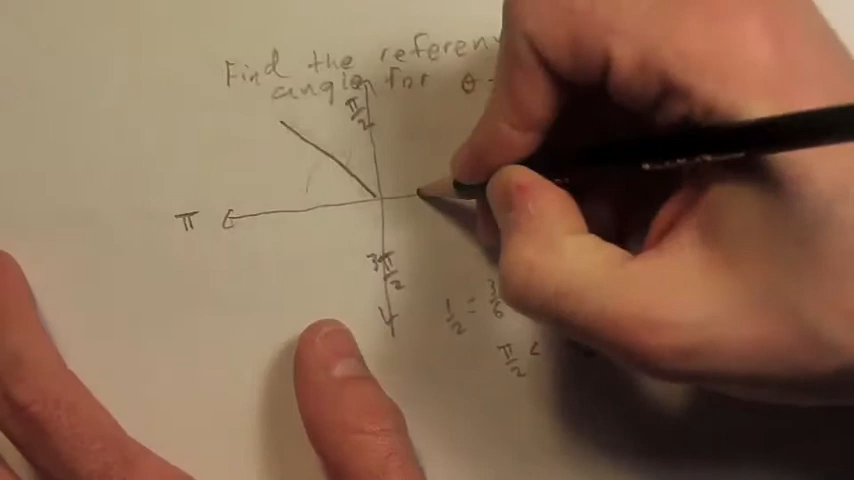 Find the referen
angle for θ
π/2
π
3π/2
1/2 = 3/6
π/2 <